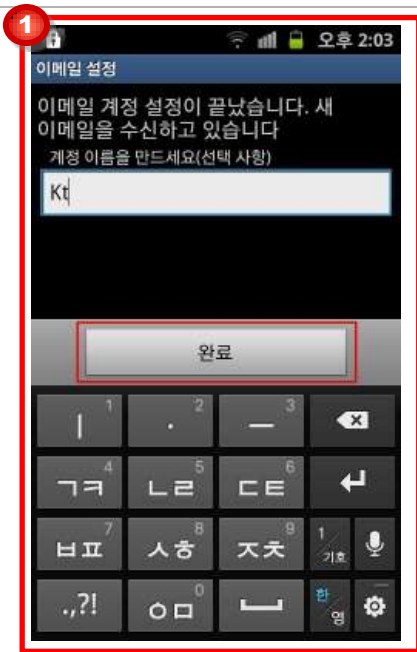 1
오후 2:03
이메일 설정
이메일 계정 설정이 끝났습니다. 새
이메일을 수신하고 있습니다
계정 이름을 만드세요(선택 사항)
Kt
완료
ㅣ 1 · 2 ㅡ 3
ㄱㅋ 4 ㄴㄹ 5 ㄷㅌ 6
ㅂㅍ 7 ㅅㅎ 8 ㅈㅊ 9 1/기호
.,?! ㅇㅁ 0 한/영